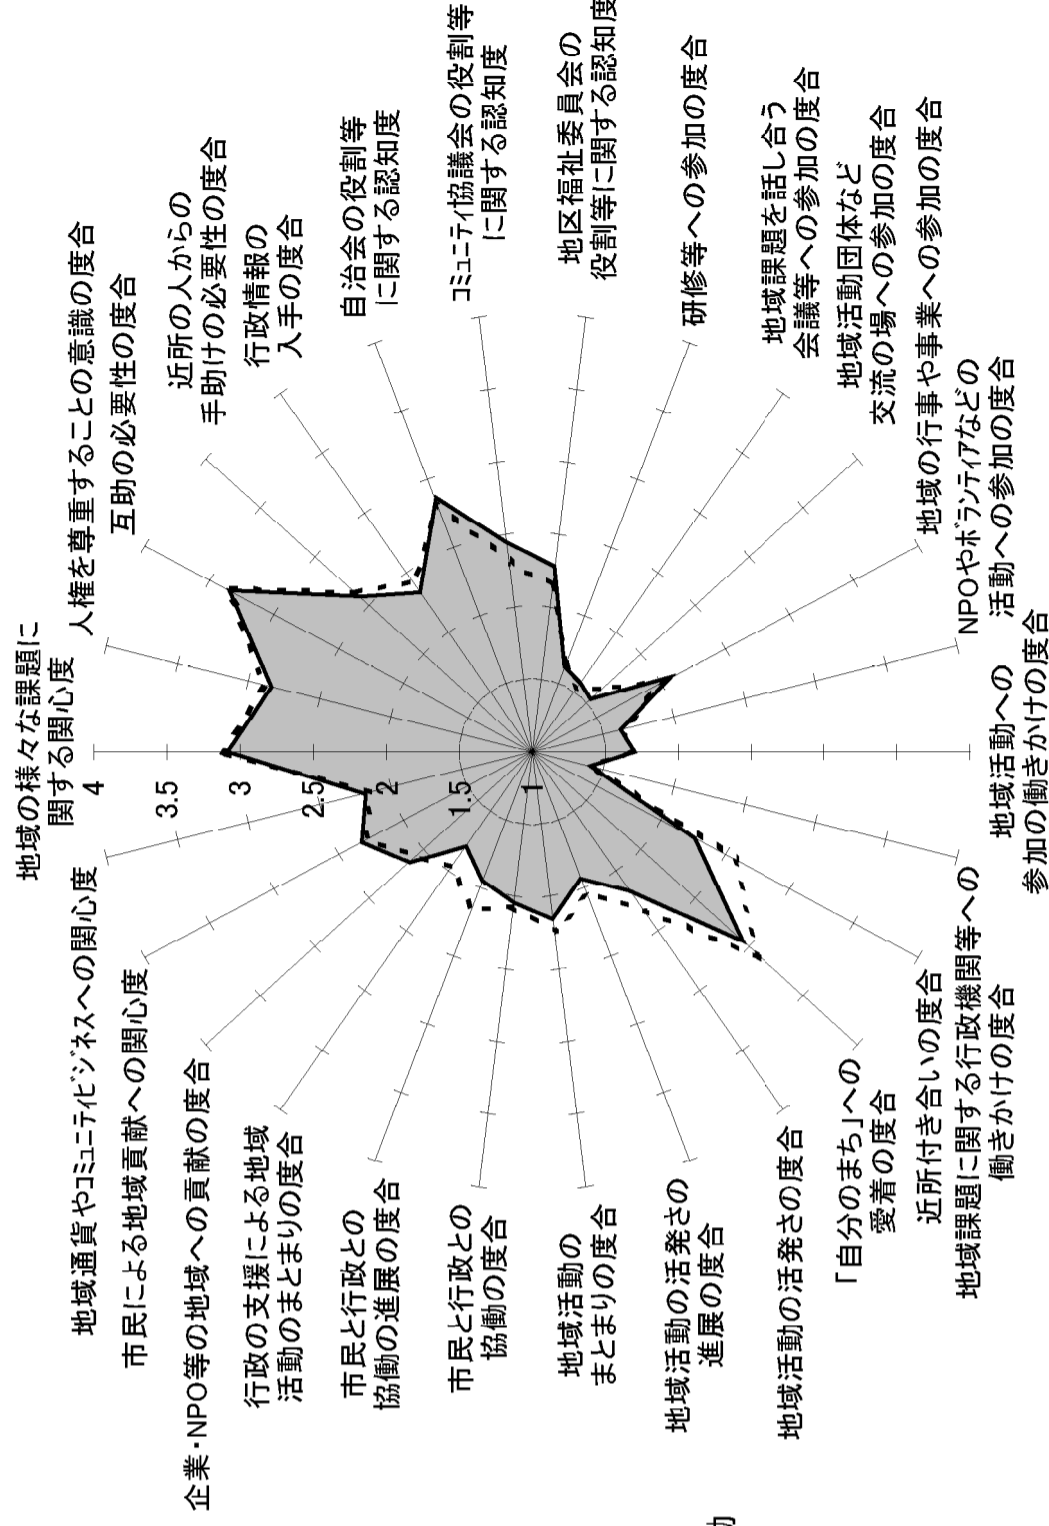 地域の様々な課題に
関する関心度
人権を尊重することの意識の度合
互助の必要性の度合
近所の人からの
手助けの必要性の度合
行政情報の
入手の度合
自治会の役割等
に関する認知度
コミュニティ協議会の役割等
に関する認知度
地区福祉委員会の
役割等に関する認知度
研修等への参加の度合
地域課題を話し合う
会議等への参加の度合
地域活動団体など
交流の場への参加の度合
地域の行事や事業への参加の度合
NPOやボランティアなどの
活動への参加の度合
地域活動への
参加の働きかけの度合
地域課題に関する行政機関等への
働きかけの度合
近所付き合いの度合
「自分のまち」への
愛着の度合
地域活動の活発さの度合
地域活動の活発さの
進展の度合
地域活動の
まとまりの度合
市民と行政との
協働の度合
市民と行政との
協働の進展の度合
行政の支援による地域
活動のまとまりの度合
企業・NPO等の地域への貢献の度合
市民による地域貢献への関心度
地域通貨やコミュニティビジネスへの関心度
4
3.5
3
2.5
2
1.5
1